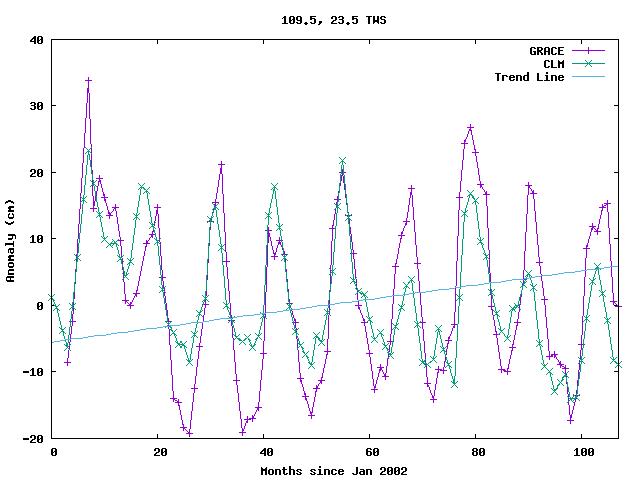 109.5, 23.5 TWS
GRACE
CLM
Trend Line
40
30
20
10
0
-10
-20
Anomaly (cm)
0 20 40 60 80 100
Months since Jan 2002